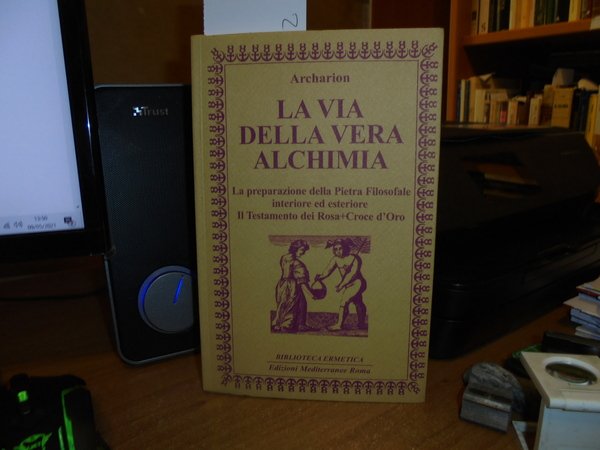 2
Archarion
LA VIA
DELLA VERA
ALCHIMIA
La preparazione della Pietra Filosofale
interiore ed esteriore
Il Testamento dei Rosa+Croce d'Oro
BIBLIOTECA ERMETICA
Edizioni Mediterranee Roma
Trust